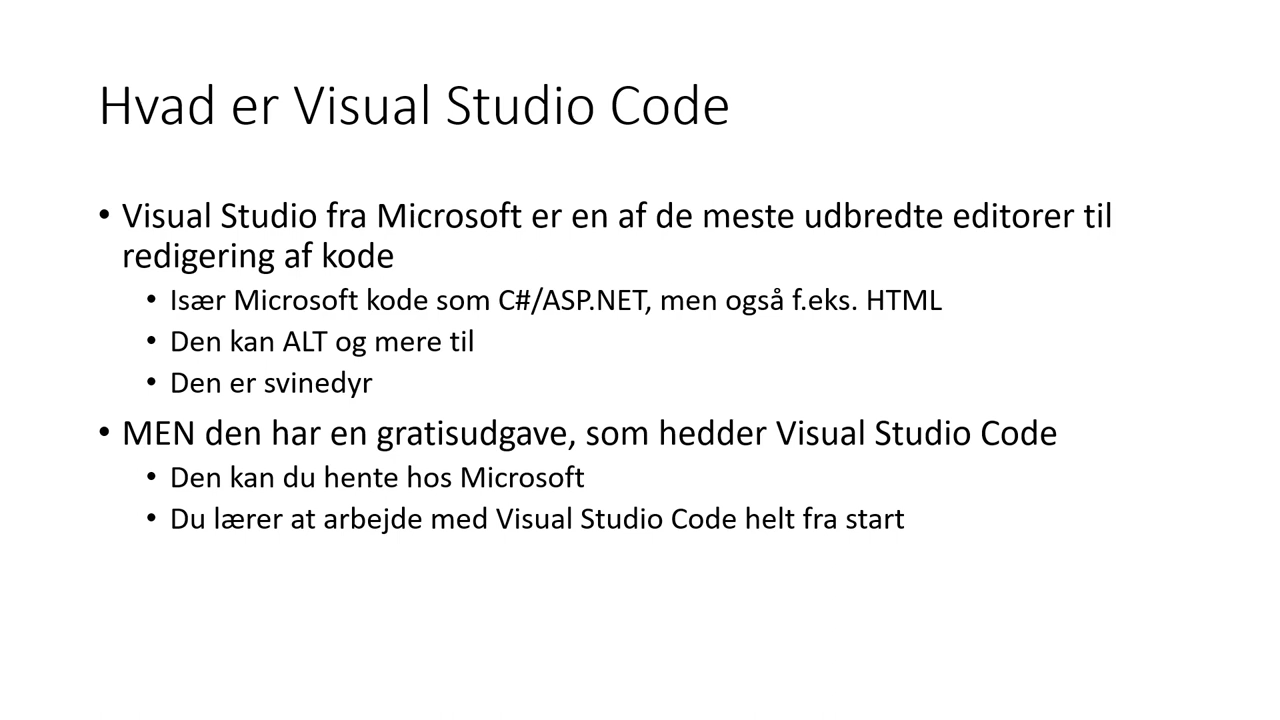 Hvad er Visual Studio Code
• Visual Studio fra Microsoft er en af de meste udbredte editorer til
redigering af kode
• Især Microsoft kode som C#/ASP.NET, men også f.eks. HTML
• Den kan ALT og mere til
• Den er svinedyr
• MEN den har en gratisudgave, som hedder Visual Studio Code
• Den kan du hente hos Microsoft
• Du lærer at arbejde med Visual Studio Code helt fra start